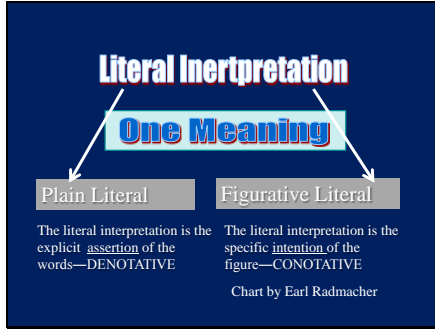 Literal Inertpretation
One Meaning
Plain Literal
The literal interpretation is the
explicit assertion of the
words—DENOTATIVE
Figurative Literal
The literal interpretation is the
specific intention of the
figure—CONOTATIVE
Chart by Earl Radmacher